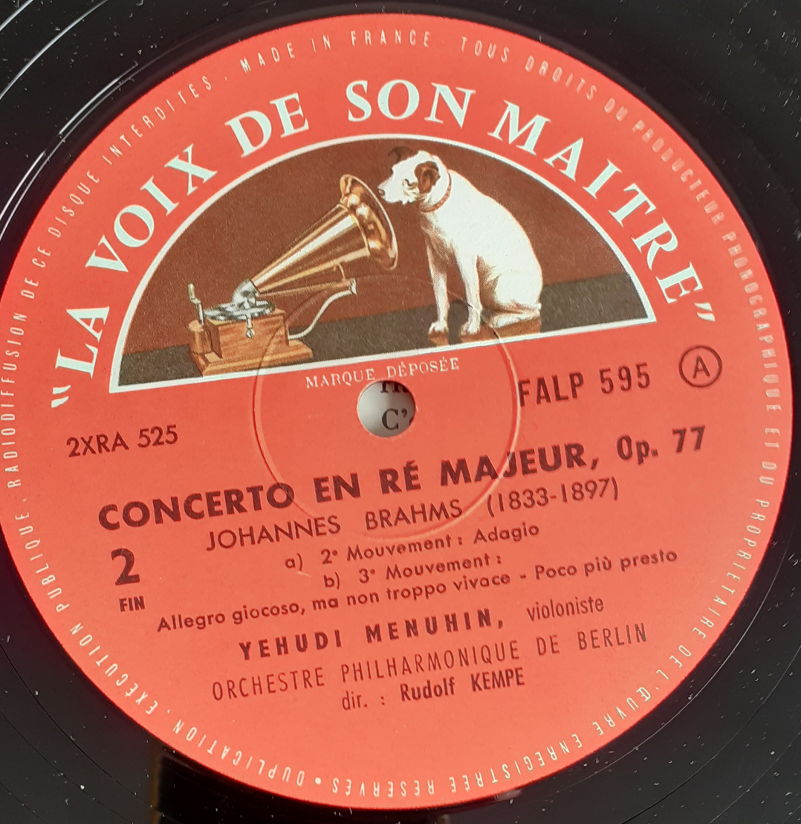 MADE IN FRANCE · TOUS DROITS DU PRODUCTEUR PHONOGRAPHIQUE ET DU PROPRIETAIRE DE L'ŒUVRE ENREGISTREE RESERVES • DUPLICATION · EXECUTION PUBLIQUE · RADIODIFFUSION DE CE DISQUE INTERDITES ·
"LA VOIX DE SON MAITRE"
MARQUE DÉPOSÉE
C'
2XRA 525
FALP 595 A
CONCERTO EN RÉ MAJEUR, Op. 77
JOHANNES BRAHMS (1833-1897)
2
FIN
a) 2e Mouvement : Adagio
b) 3e Mouvement :
Allegro giocoso, ma non troppo vivace - Poco più presto
YEHUDI MENUHIN, violoniste
ORCHESTRE PHILHARMONIQUE DE BERLIN
dir. : Rudolf KEMPE